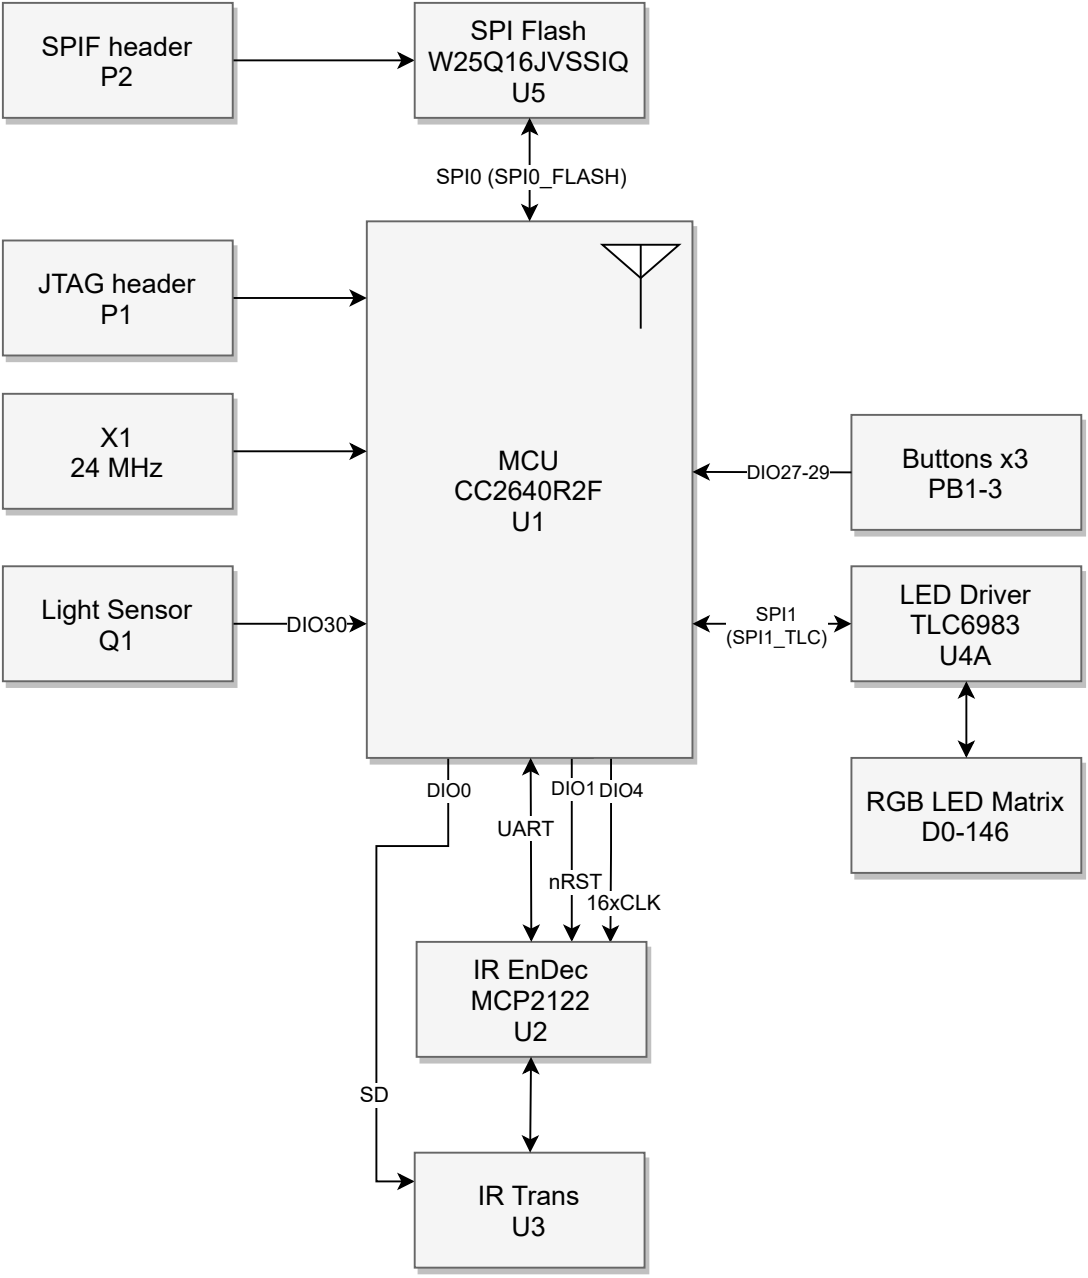 SPIF header
P2
SPI Flash
W25Q16JVSSIQ
U5
SPI0 (SPI0_FLASH)
JTAG header
P1
X1
24 MHz
Light Sensor
Q1
DIO30
MCU
CC2640R2F
U1
DIO27-29
Buttons x3
PB1-3
SPI1
(SPI1_TLC)
LED Driver
TLC6983
U4A
RGB LED Matrix
D0-146
DIO0
UART
DIO1
DIO4
nRST
16xCLK
IR EnDec
MCP2122
U2
SD
IR Trans
U3